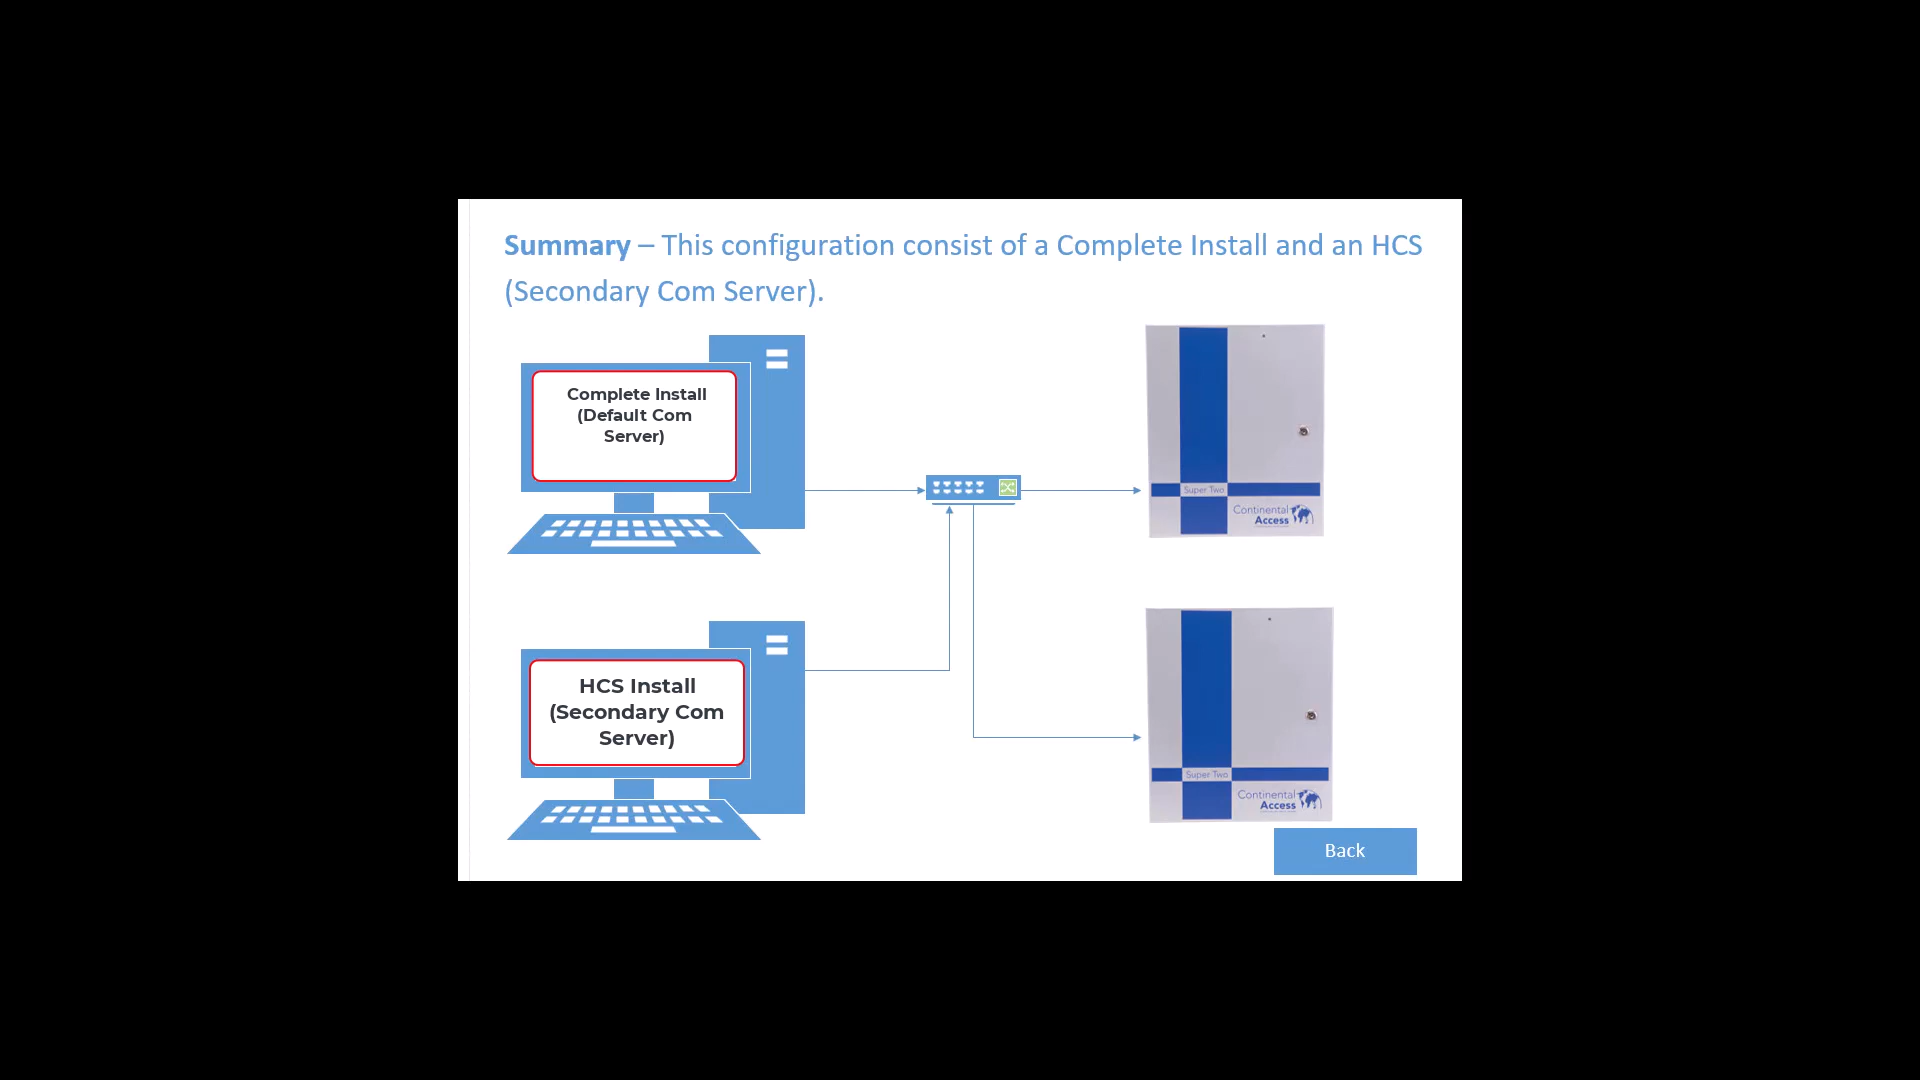 Summary – This configuration consist of a Complete Install and an HCS
(Secondary Com Server).
Complete Install
(Default Com
Server)
Super Two
Continental
Access
HCS Install
(Secondary Com
Server)
Super Two
Continental
Access
Back